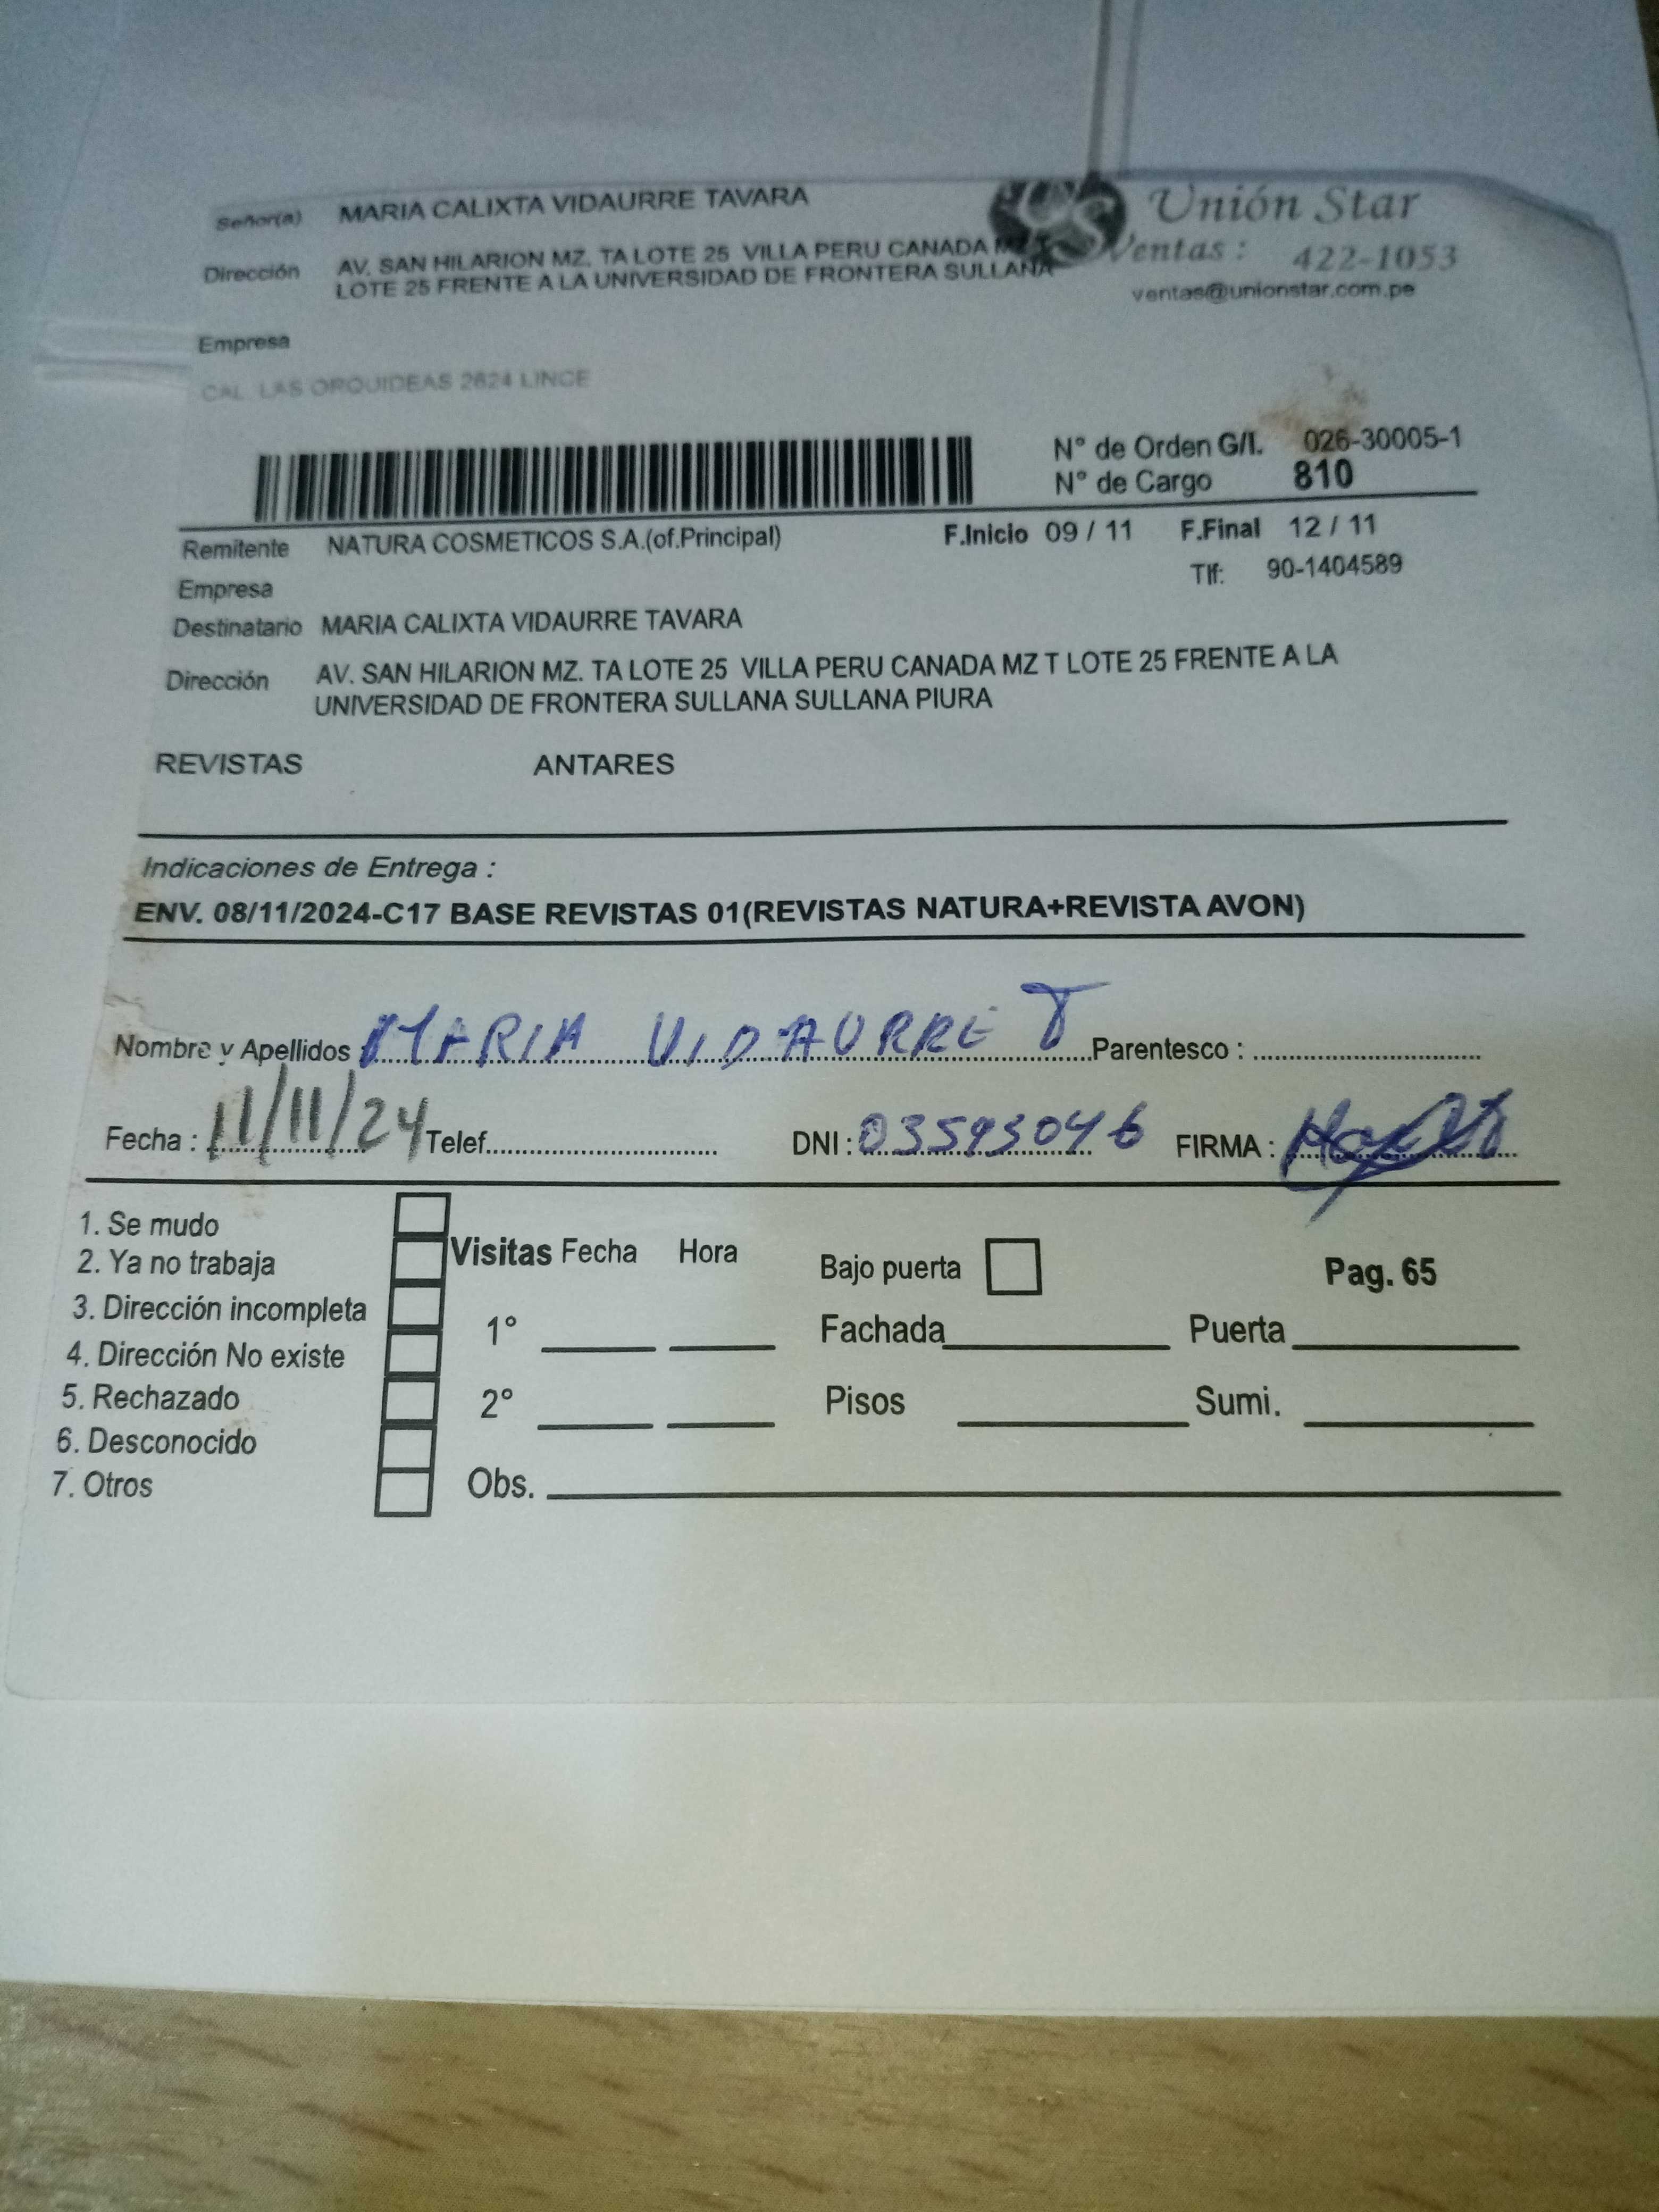 Señor(a) MARIA CALIXTA VIDAURRE TAVARA
Unión Star
Ventas : 422-1053
ventas@unionstar.com.pe
Dirección AV. SAN HILARION MZ. TA LOTE 25 VILLA PERU CANADA MZ T
LOTE 25 FRENTE A LA UNIVERSIDAD DE FRONTERA SULLANA
Empresa
CAL. LAS ORQUIDEAS 2624 LINCE
N° de Orden G/I. 026-30005-1
N° de Cargo 810
Remitente NATURA COSMETICOS S.A.(of.Principal) F.Inicio 09 / 11 F.Final 12 / 11
Empresa Tlf: 90-1404589
Destinatario MARIA CALIXTA VIDAURRE TAVARA
Dirección AV. SAN HILARION MZ. TA LOTE 25 VILLA PERU CANADA MZ T LOTE 25 FRENTE A LA
UNIVERSIDAD DE FRONTERA SULLANA SULLANA PIURA
REVISTAS ANTARES
Indicaciones de Entrega :
ENV. 08/11/2024-C17 BASE REVISTAS 01(REVISTAS NATURA+REVISTA AVON)
Nombre y Apellidos MARIA VIDAURRE T Parentesco :
Fecha : 11/11/24 Telef. DNI : 03593046 FIRMA :
1. Se mudo
2. Ya no trabaja
3. Dirección incompleta
4. Dirección No existe
5. Rechazado
6. Desconocido
7. Otros
Visitas Fecha Hora
1°
2°
Obs.
Bajo puerta Pag. 65
Fachada Puerta
Pisos Sumi.